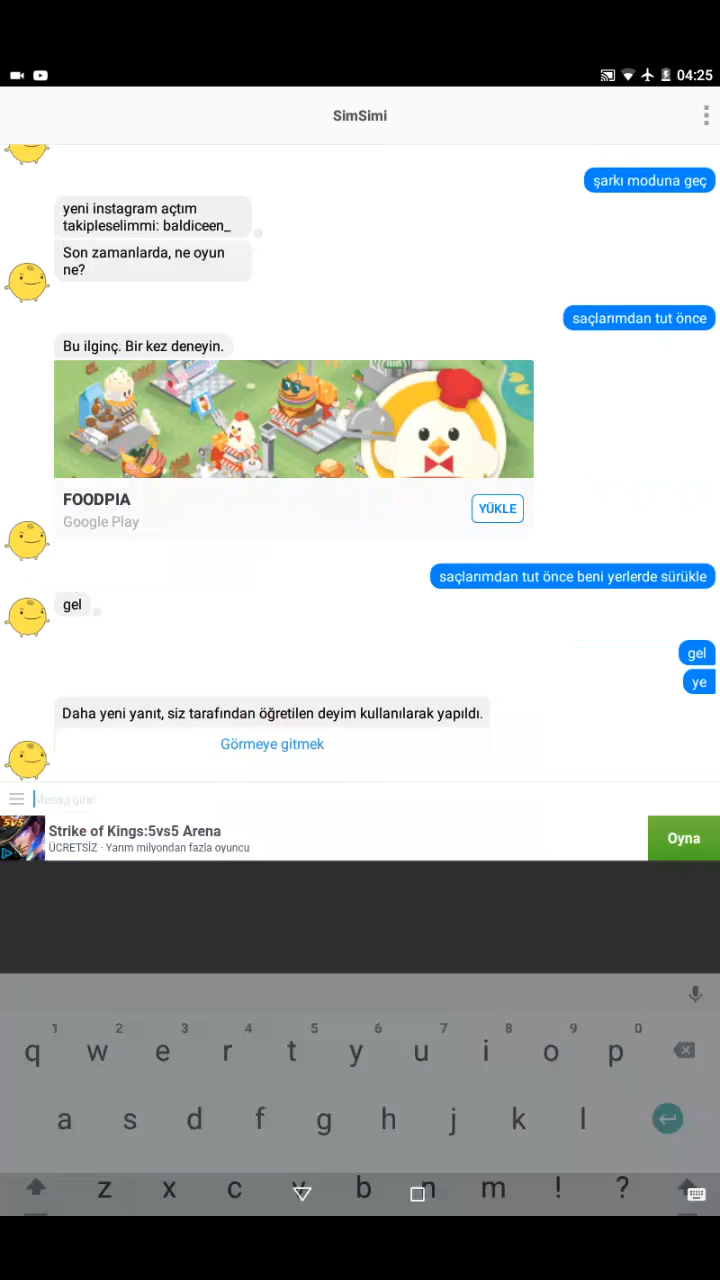 04:25
SimSimi
şarkı moduna geç
yeni instagram açtım
takipleselimmi: baldiceen_
Son zamanlarda, ne oyun
ne?
saçlarımdan tut önce
Bu ilginç. Bir kez deneyin.
FOODPIA
Google Play
YÜKLE
saçlarımdan tut önce beni yerlerde sürükle
gel
gel
ye
Daha yeni yanıt, siz tarafından öğretilen deyim kullanılarak yapıldı.
Görmeye gitmek
Mesaj girin
5V5
Strike of Kings:5vs5 Arena
ÜCRETSİZ · Yarım milyondan fazla oyuncu
Oyna
1 2 3 4 5 6 7 8 9 0
q w e r t y u i o p
a s d f g h j k l
z x c v b n m ! ?